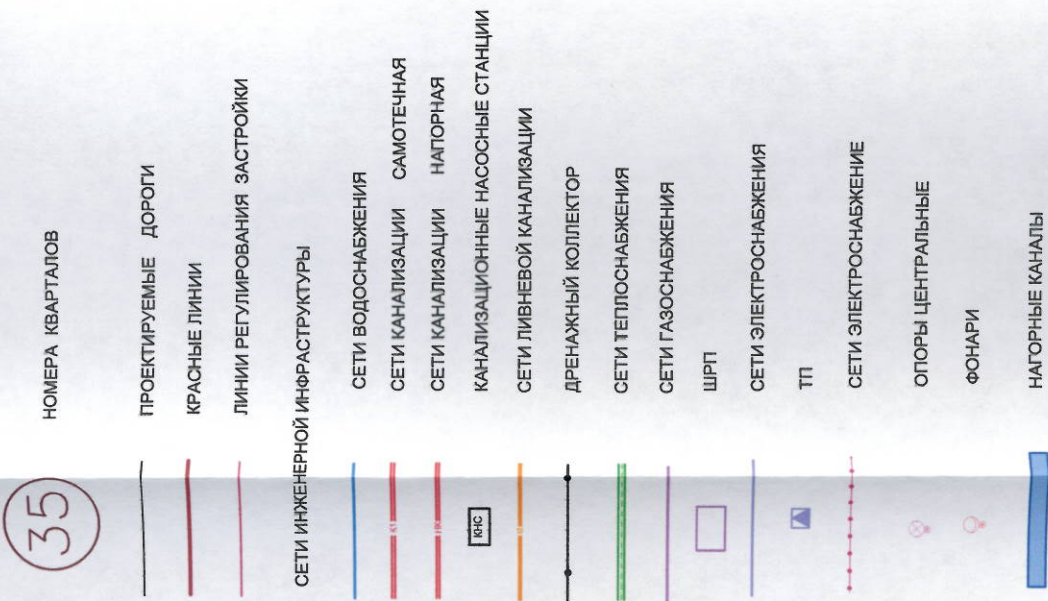 35 НОМЕРА КВАРТАЛОВ
ПРОЕКТИРУЕМЫЕ ДОРОГИ
КРАСНЫЕ ЛИНИИ
ЛИНИИ РЕГУЛИРОВАНИЯ ЗАСТРОЙКИ
СЕТИ ИНЖЕНЕРНОЙ ИНФРАСТРУКТУРЫ
СЕТИ ВОДОСНАБЖЕНИЯ
К1 СЕТИ КАНАЛИЗАЦИИ САМОТЕЧНАЯ
СЕТИ КАНАЛИЗАЦИИ НАПОРНАЯ
КНС КАНАЛИЗАЦИОННЫЕ НАСОСНЫЕ СТАНЦИИ
СЕТИ ЛИВНЕВОЙ КАНАЛИЗАЦИИ
ДРЕНАЖНЫЙ КОЛЛЕКТОР
СЕТИ ТЕПЛОСНАБЖЕНИЯ
СЕТИ ГАЗОСНАБЖЕНИЯ
ШРП
СЕТИ ЭЛЕКТРОСНАБЖЕНИЯ
ТП
СЕТИ ЭЛЕКТРОСНАБЖЕНИЕ
ОПОРЫ ЦЕНТРАЛЬНЫЕ
ФОНАРИ
НАГОРНЫЕ КАНАЛЫ